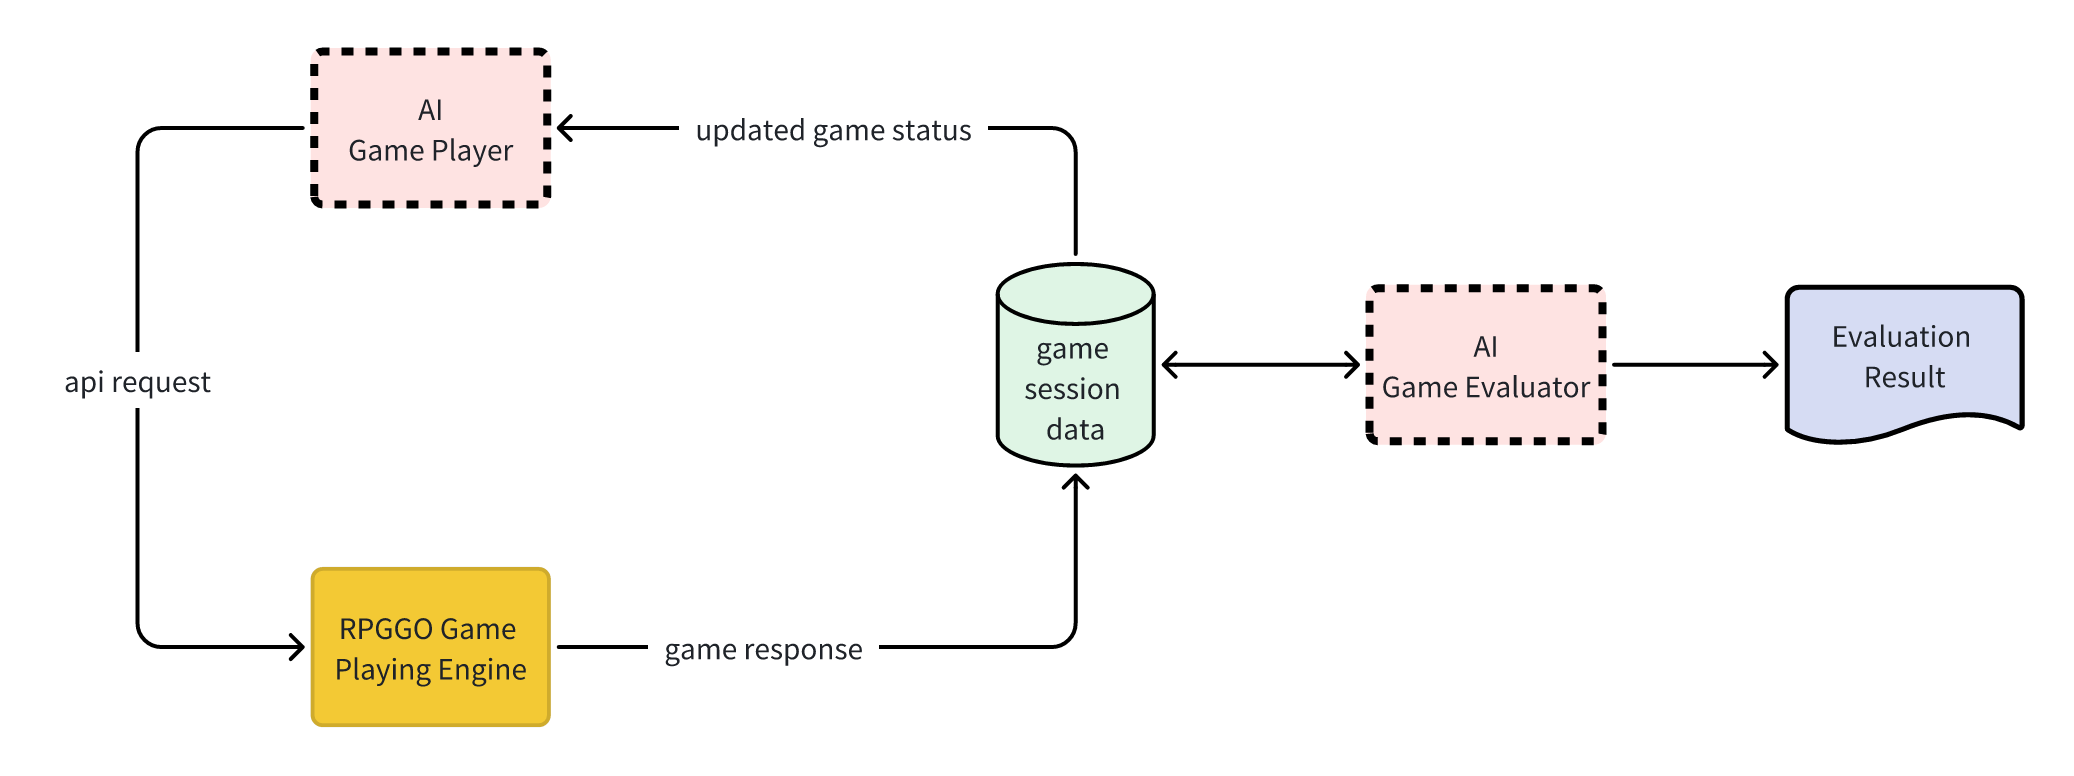 AI
Game Player
updated game status
api request
game
session
data
AI
Game Evaluator
Evaluation
Result
RPGGO Game
Playing Engine
game response